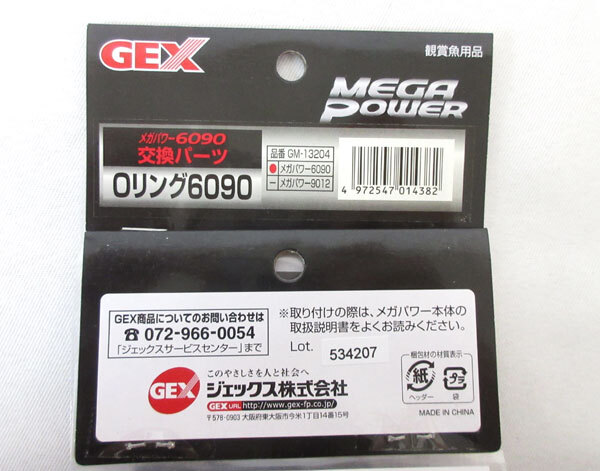 GEX
観賞魚用品
MEGA
POWER
メガパワー6090
交換パーツ
Oリング6090
品番 GM-13204
● メガパワー6090
− メガパワー9012
4 972547 014382
GEX商品についてのお問い合わせは
☎ 072-966-0054
「ジェックスサービスセンター」まで
※取り付けの際は、メガパワー本体の
取扱説明書をよくお読みください。
Lot. 534207
このやさしさを人と社会へ
GEX ジェックス株式会社
GEX URL http://www.gex-fp.co.jp/
〒578-0903 大阪府東大阪市今米1丁目14番15号
梱包材の材質表示
紙 プラ
ヘッダー 袋
MADE IN CHINA